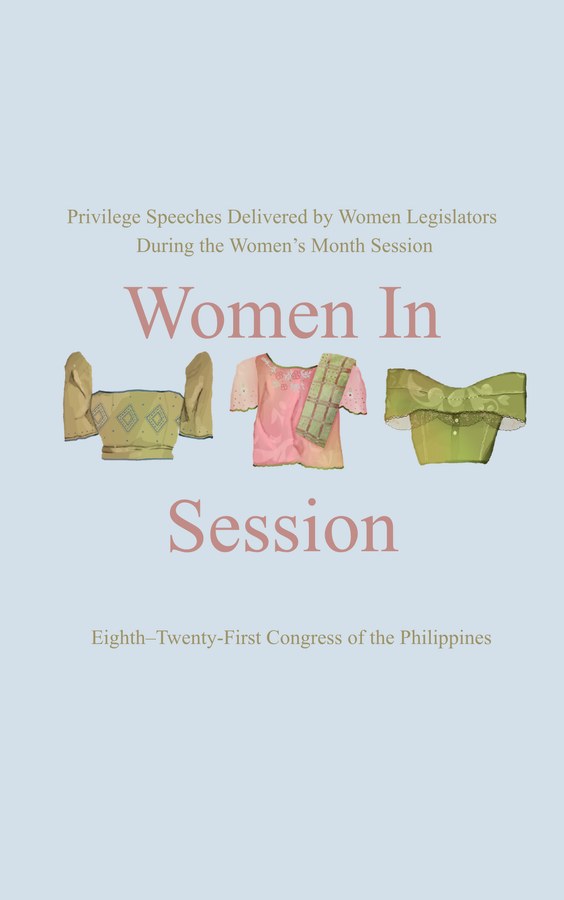 Privilege Speeches Delivered by Women Legislators
During the Women’s Month Session
Women In
Session
Eighth–Twenty-First Congress of the Philippines